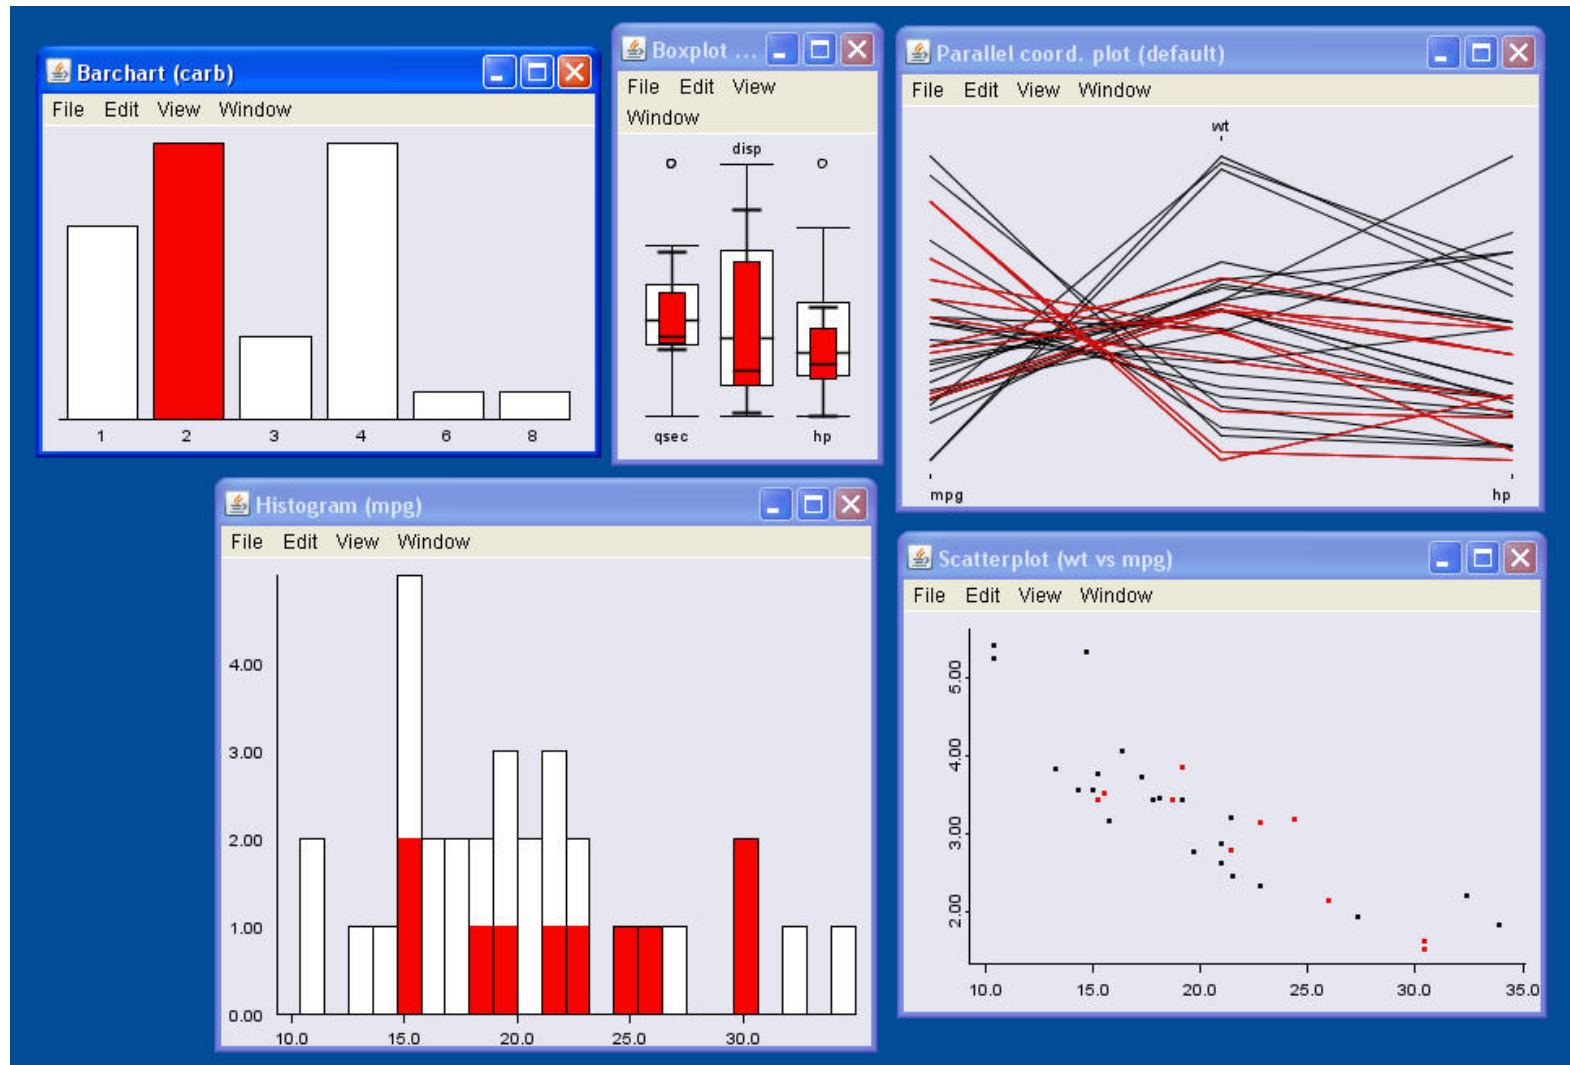 Barchart (carb)
File Edit View Window
1 2 3 4 6 8
Boxplot ...
File Edit View
Window
disp
qsec hp
Parallel coord. plot (default)
File Edit View Window
wt
mpg hp
Histogram (mpg)
File Edit View Window
4.00
3.00
2.00
1.00
0.00
10.0 15.0 20.0 25.0 30.0
Scatterplot (wt vs mpg)
File Edit View Window
5.00
4.00
3.00
2.00
10.0 15.0 20.0 25.0 30.0 35.0